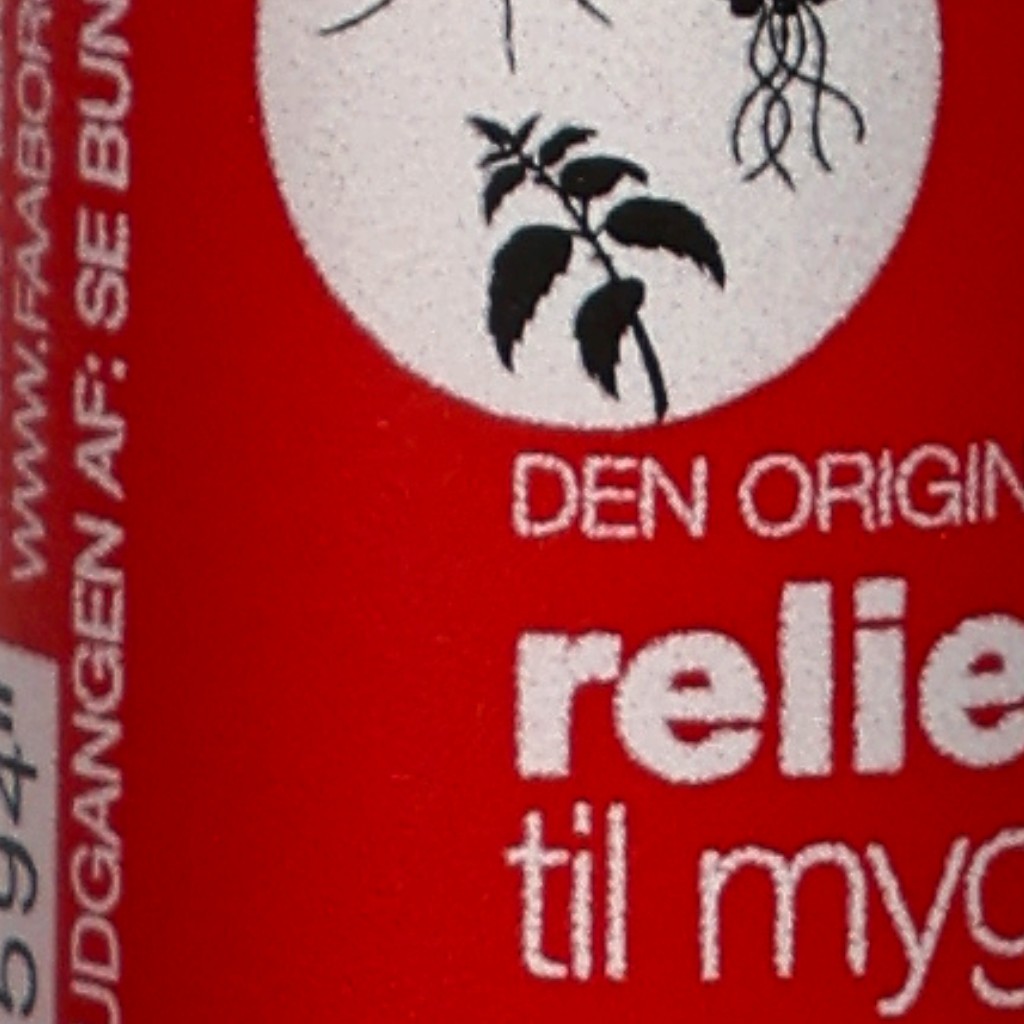 DEN ORIGIN
relie
til myg
WWW.FAABOR
UDGANGEN AF: SE BUN
594